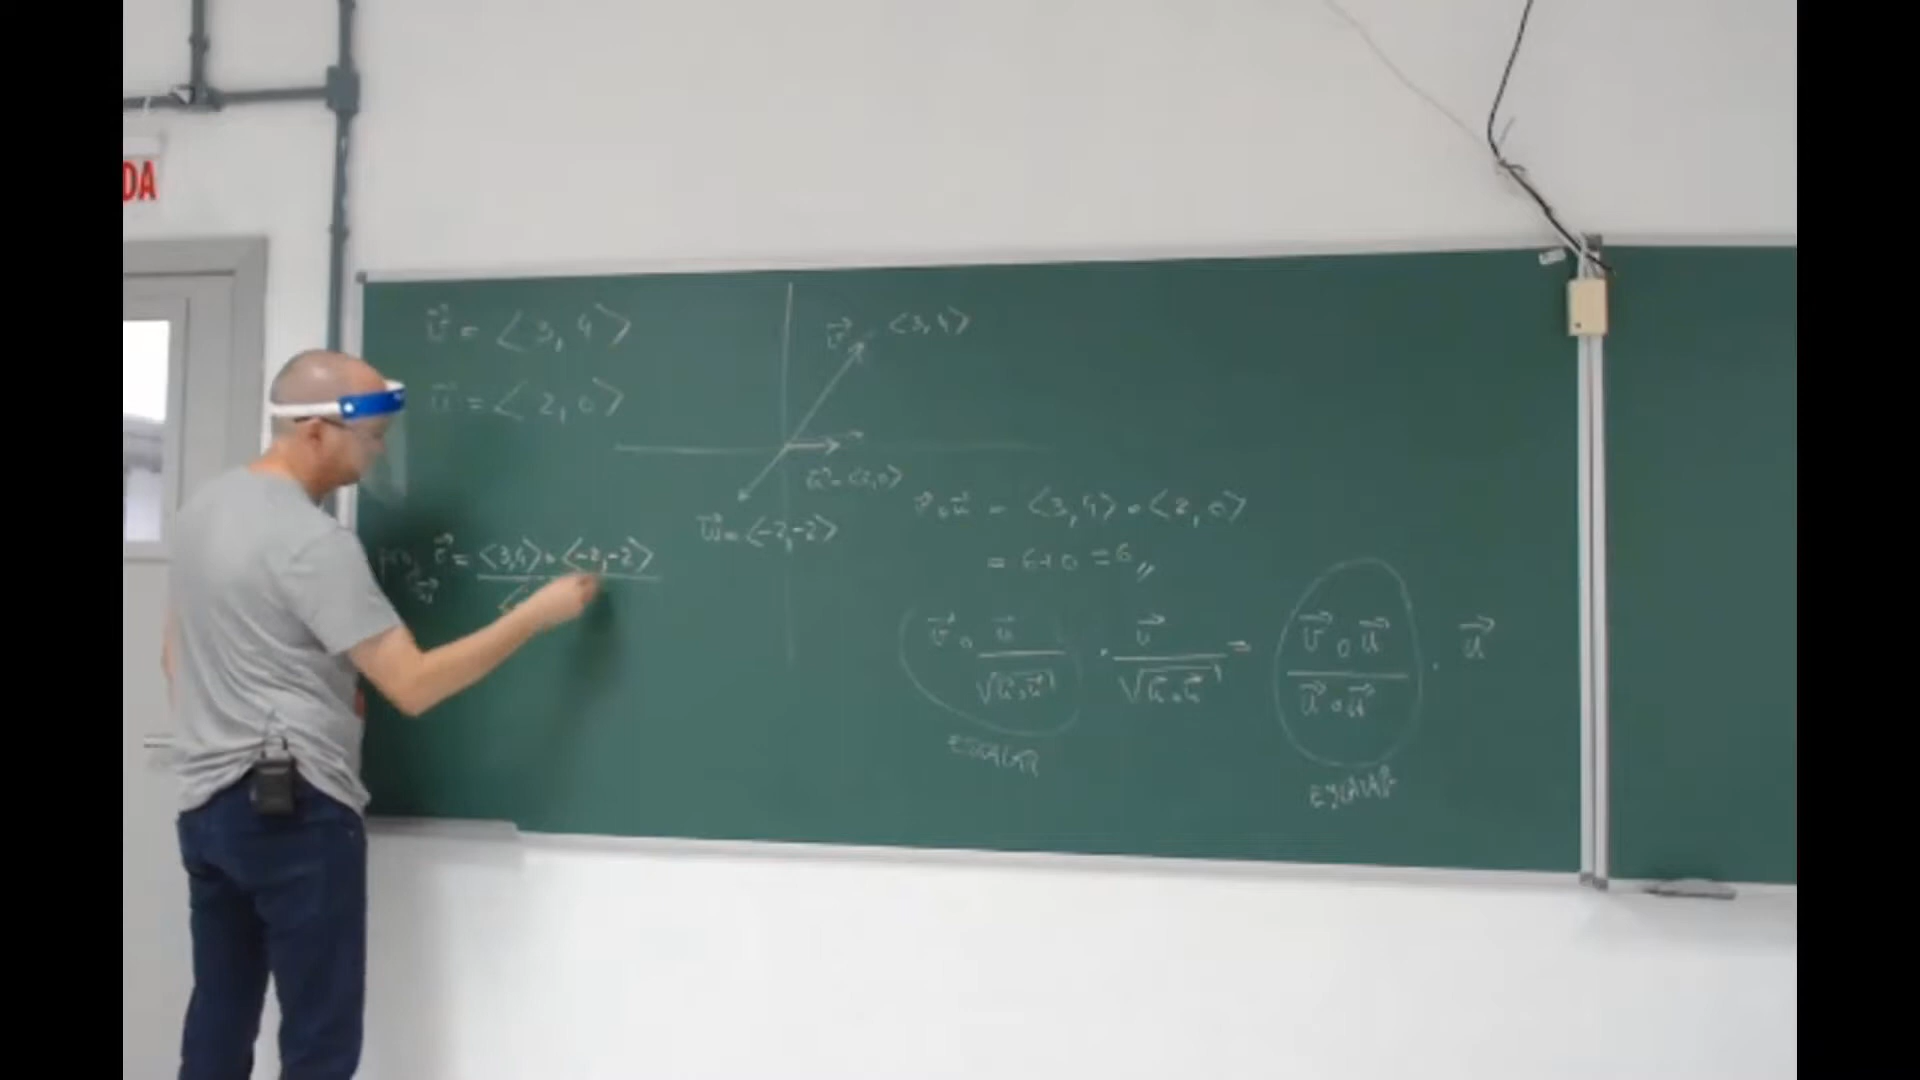 DA
v⃗ = <3, 4>
u⃗ = <2, 0>
v⃗ <3, 4>
u⃗ = <2,0>
w⃗ = <-2,-2>
v⃗ ∘ u⃗ = <3, 4> ∘ <2, 0>
= 6+0 = 6 //
proj_w⃗ v⃗ = <3,4> ∘ <-2,-2>
v⃗ ∘ u⃗ / √(u⃗ ∘ u⃗) · u⃗ / √(u⃗ ∘ u⃗) = (v⃗ ∘ u⃗) / (u⃗ ∘ u⃗) · u⃗
ESCALAR
ESCALAR